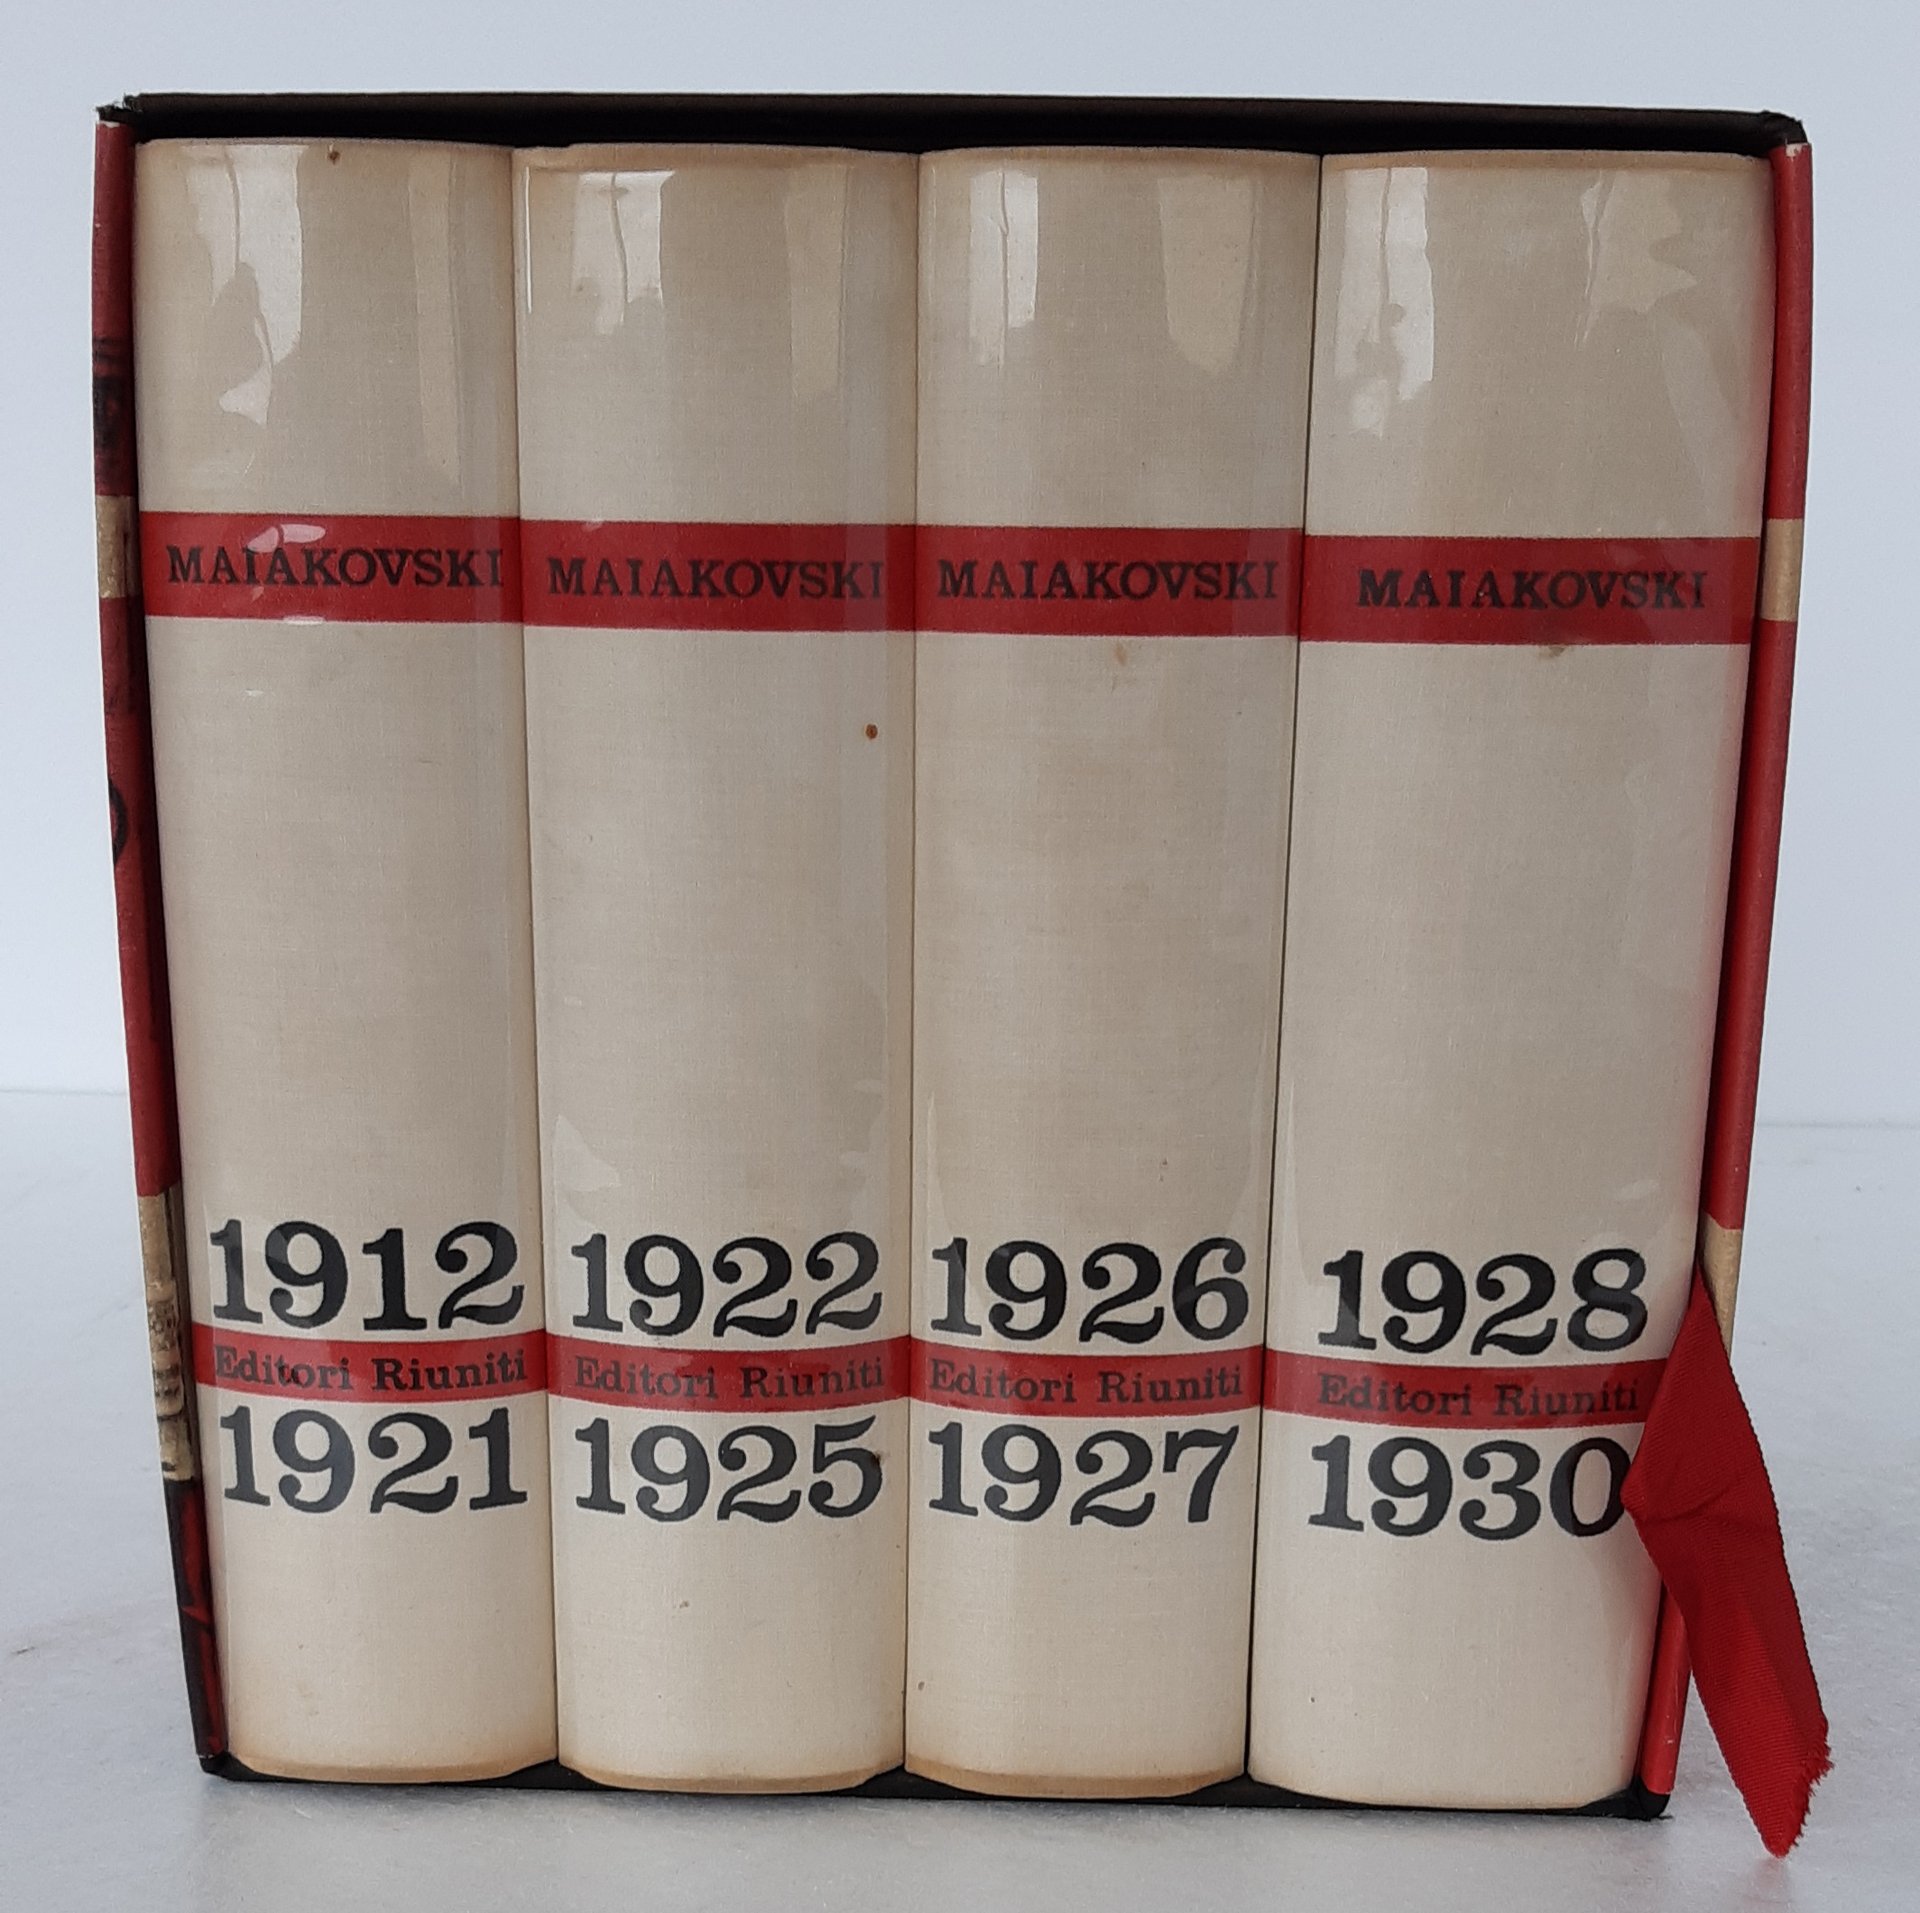 MAIAKOVSKI
1912
Editori Riuniti
1921
MAIAKOVSKI
1922
Editori Riuniti
1925
MAIAKOVSKI
1926
Editori Riuniti
1927
MAIAKOVSKI
1928
Editori Riuniti
1930